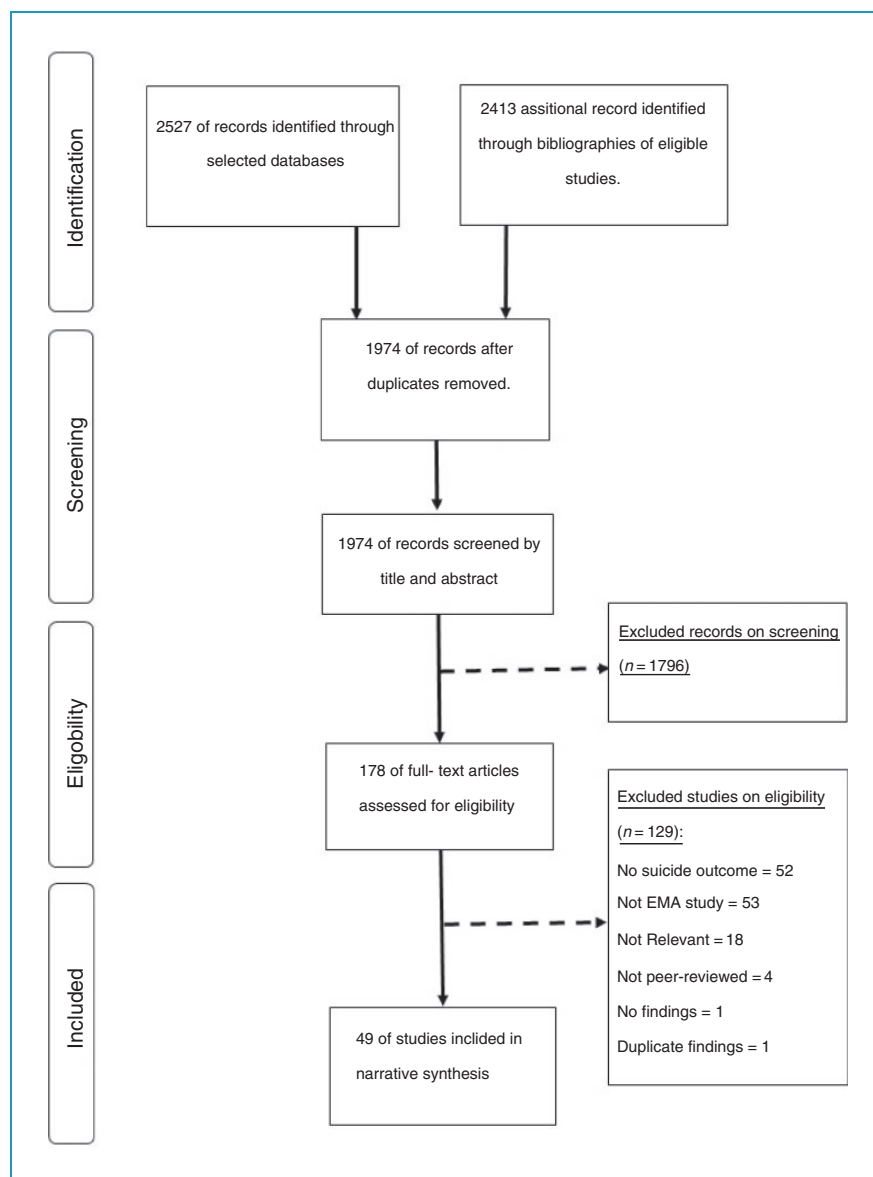 Identification
2527 of records identified through
selected databases
2413 assitional record identified
through bibliographies of eligible
studies.
Screening
1974 of records after
duplicates removed.
1974 of records screened by
title and abstract
Excluded records on screening
(n = 1796)
Eligobility
178 of full- text articles
assessed for eligibility
Excluded studies on eligibility
(n = 129):
No suicide outcome = 52
Not EMA study = 53
Not Relevant = 18
Not peer-reviewed = 4
No findings = 1
Duplicate findings = 1
Included
49 of studies inclided in
narrative synthesis